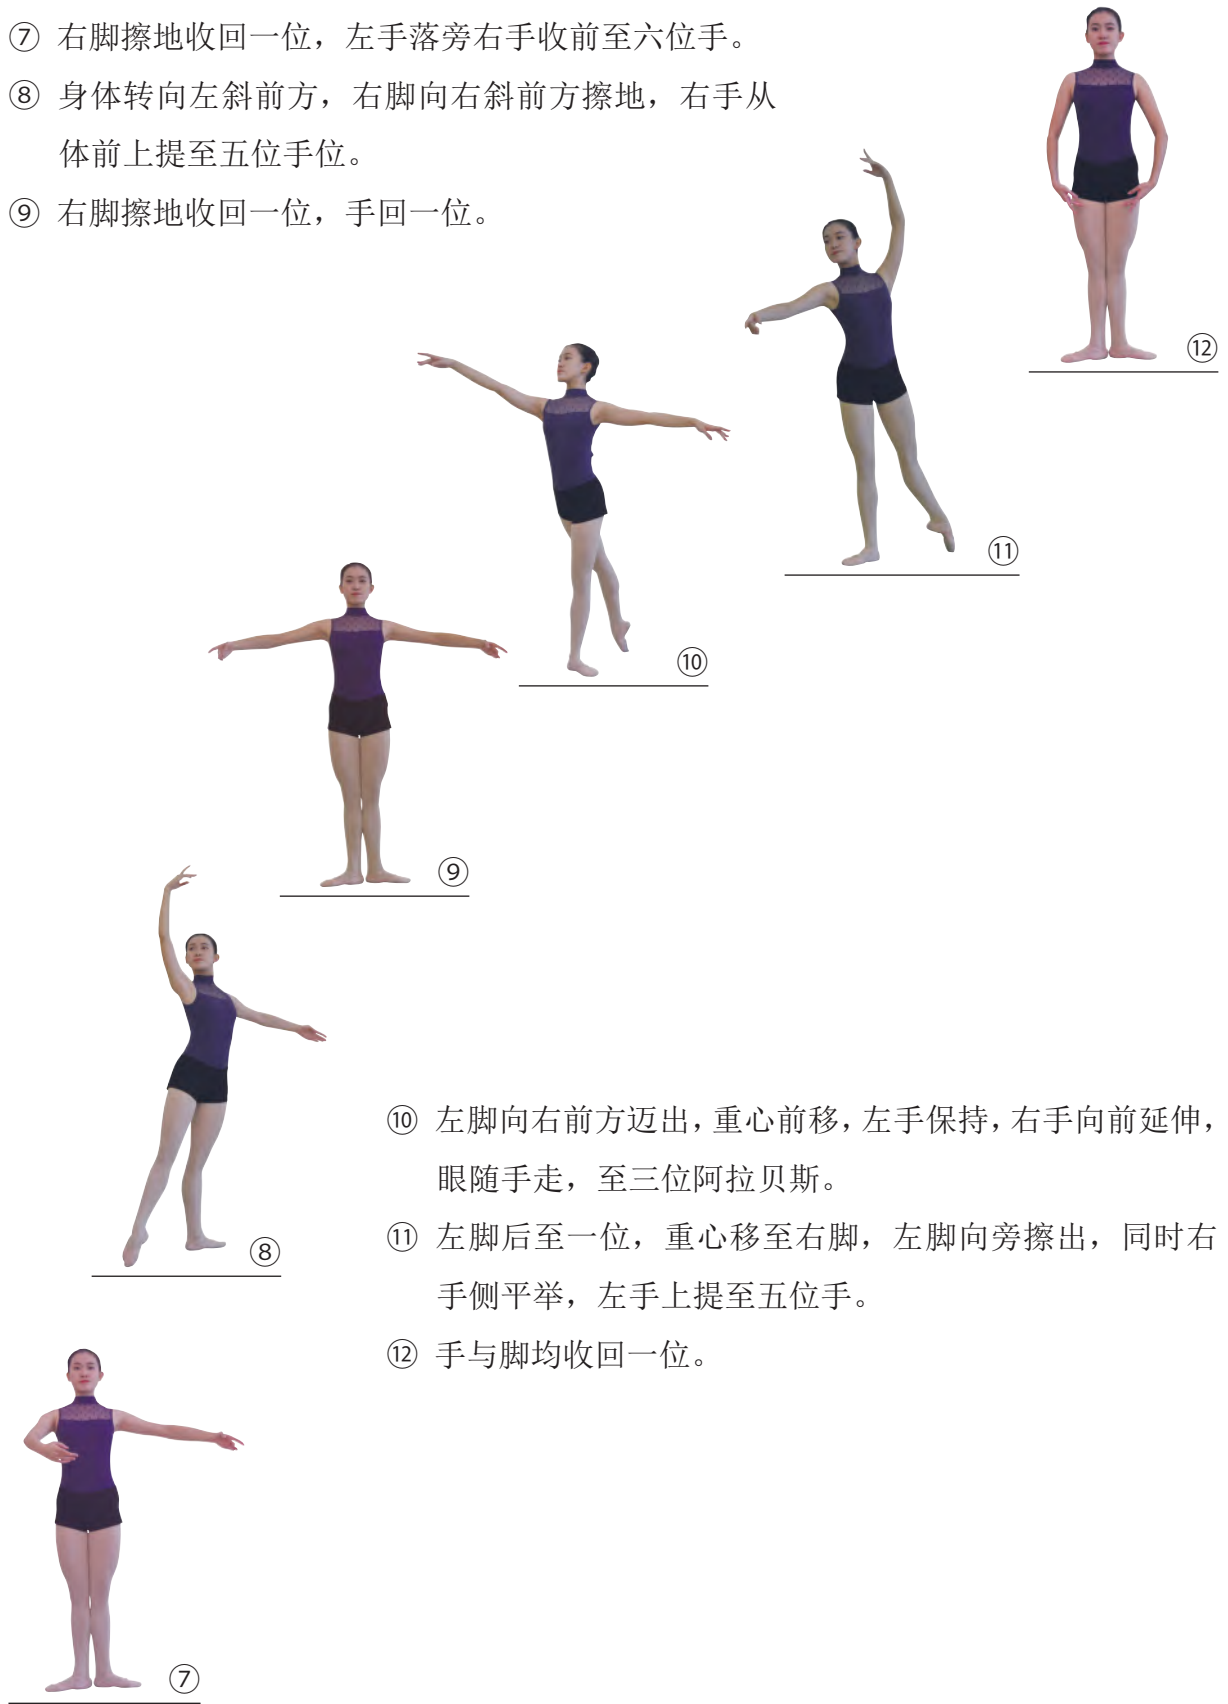 ⑦ 右脚擦地收回一位，左手落旁右手收前至六位手。
⑧ 身体转向左斜前方，右脚向右斜前方擦地，右手从
体前上提至五位手位。
⑨ 右脚擦地收回一位，手回一位。
⑫
⑪
⑩
⑨
⑧
⑩ 左脚向右前方迈出，重心前移，左手保持，右手向前延伸，
眼随手走，至三位阿拉贝斯。
⑪ 左脚后至一位，重心移至右脚，左脚向旁擦出，同时右
手侧平举，左手上提至五位手。
⑫ 手与脚均收回一位。
⑦